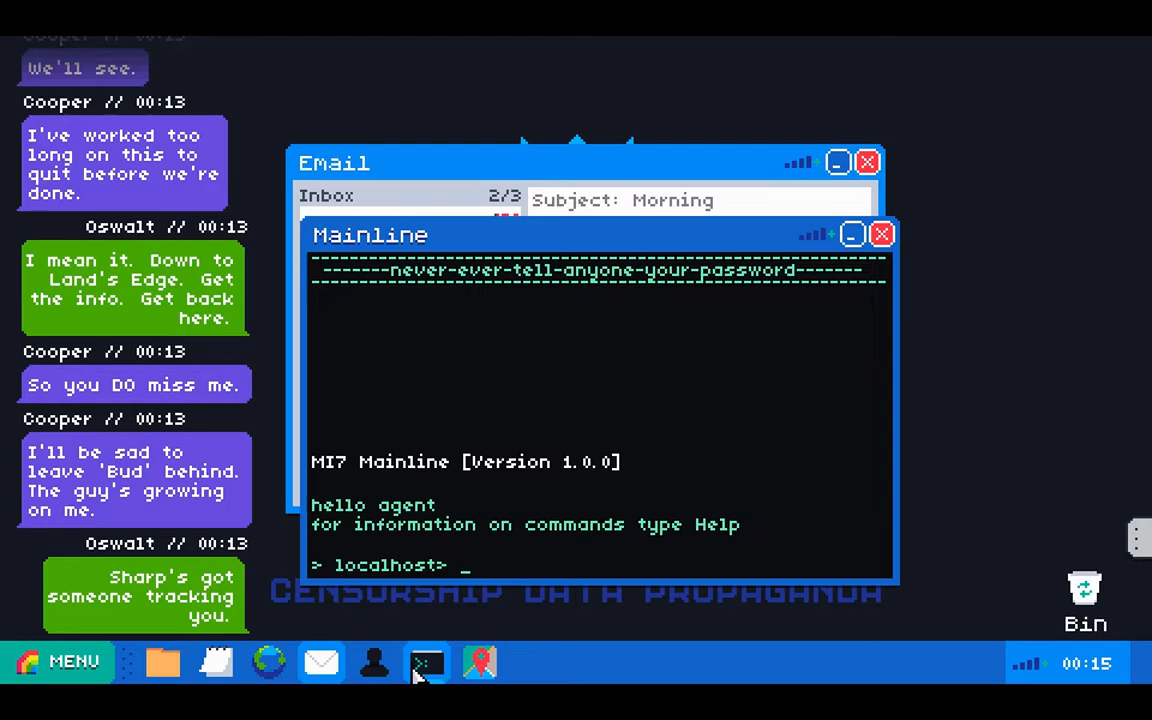 Cooper // 00:13
We'll see.
Cooper // 00:13
I've worked too
long on this to
quit before we're
done.
Oswalt // 00:13
I mean it. Down to
Land's Edge. Get
the info. Get back
here.
Cooper // 00:13
So you DO miss me.
Cooper // 00:13
I'll be sad to
leave 'Bud' behind.
The guy's growing
on me.
Oswalt // 00:13
Sharp's got
someone tracking
you.
Email
Inbox 2/3
Subject: Morning
Mainline
-------never-ever-tell-anyone-your-password-------
MI7 Mainline [Version 1.0.0]
hello agent
for information on commands type Help
> localhost> _
CENSORSHIP DATA PROPAGANDA
Bin
MENU
00:15